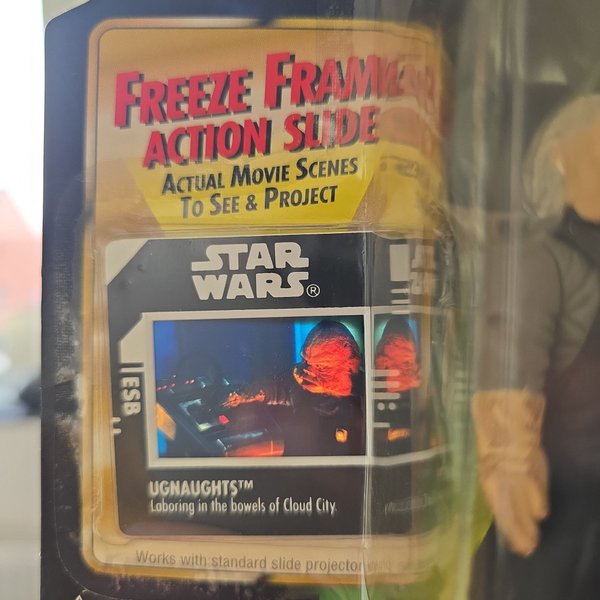 FREEZE FRAME
ACTION SLIDE
ACTUAL MOVIE SCENES
TO SEE & PROJECT
STAR
WARS®
ESB
UGNAUGHTS™
Laboring in the bowels of Cloud City
Works with standard slide projector